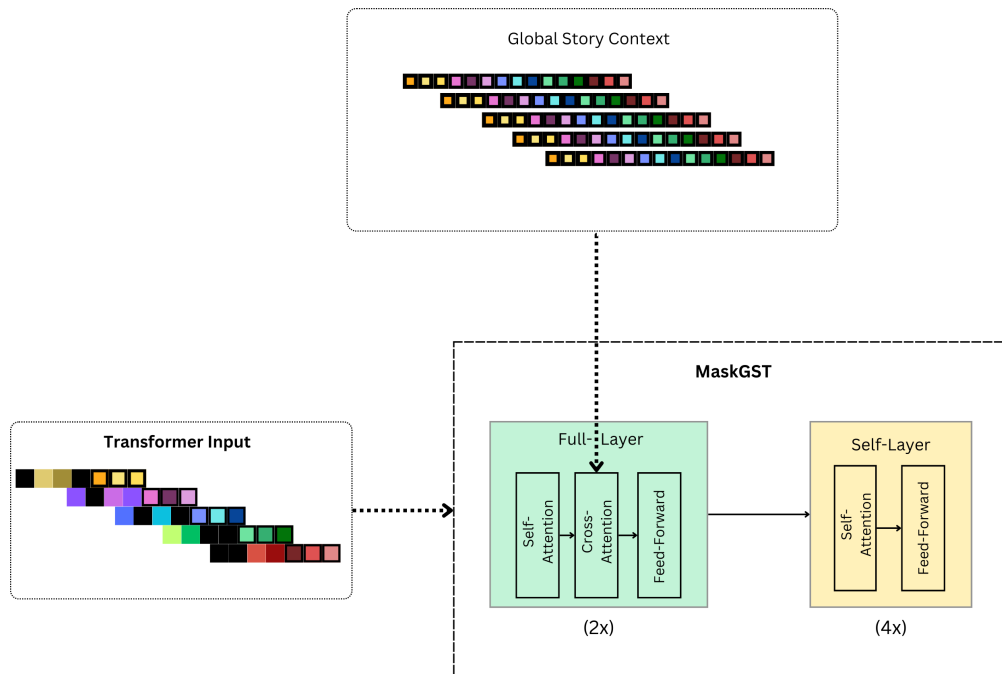 Global Story Context
MaskGST
Transformer Input
Full- Layer
Self-
Attention
Cross-
Attention
Feed-Forward
(2x)
Self-Layer
Self-
Attention
Feed-Forward
(4x)